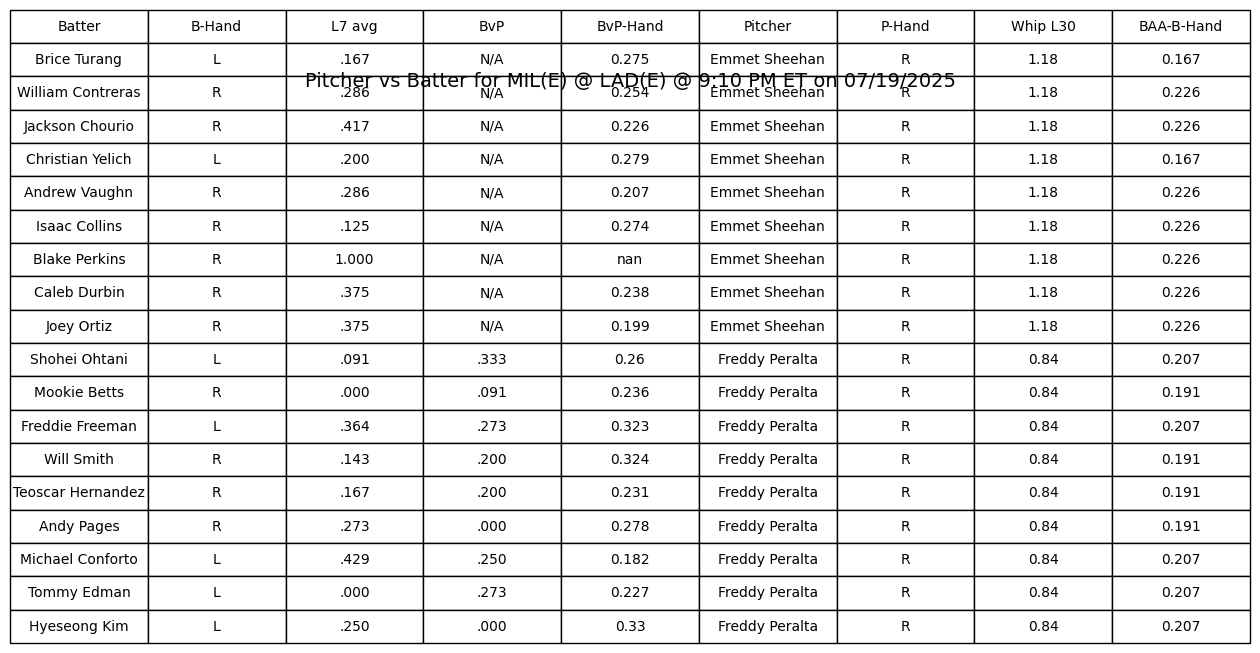 Batter B-Hand L7 avg BvP BvP-Hand Pitcher P-Hand Whip L30 BAA-B-Hand
Brice Turang L .167 N/A 0.275 Emmet Sheehan R 1.18 0.167
Pitcher vs Batter for MIL(E) @ LAD(E) @ 9:10 PM ET on 07/19/2025
William Contreras R .286 N/A 0.254 Emmet Sheehan R 1.18 0.226
Jackson Chourio R .417 N/A 0.226 Emmet Sheehan R 1.18 0.226
Christian Yelich L .200 N/A 0.279 Emmet Sheehan R 1.18 0.167
Andrew Vaughn R .286 N/A 0.207 Emmet Sheehan R 1.18 0.226
Isaac Collins R .125 N/A 0.274 Emmet Sheehan R 1.18 0.226
Blake Perkins R 1.000 N/A nan Emmet Sheehan R 1.18 0.226
Caleb Durbin R .375 N/A 0.238 Emmet Sheehan R 1.18 0.226
Joey Ortiz R .375 N/A 0.199 Emmet Sheehan R 1.18 0.226
Shohei Ohtani L .091 .333 0.26 Freddy Peralta R 0.84 0.207
Mookie Betts R .000 .091 0.236 Freddy Peralta R 0.84 0.191
Freddie Freeman L .364 .273 0.323 Freddy Peralta R 0.84 0.207
Will Smith R .143 .200 0.324 Freddy Peralta R 0.84 0.191
Teoscar Hernandez R .167 .200 0.231 Freddy Peralta R 0.84 0.191
Andy Pages R .273 .000 0.278 Freddy Peralta R 0.84 0.191
Michael Conforto L .429 .250 0.182 Freddy Peralta R 0.84 0.207
Tommy Edman L .000 .273 0.227 Freddy Peralta R 0.84 0.207
Hyeseong Kim L .250 .000 0.33 Freddy Peralta R 0.84 0.207